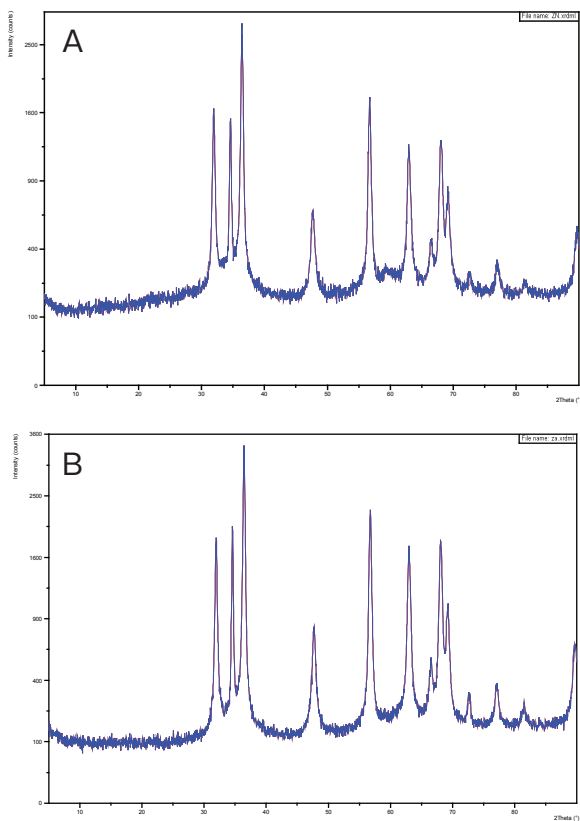 Intensity (counts)
A
File name: ZN.xrdml
2500
1600
900
400
100
0
10 20 30 40 50 60 70 80
2Theta (°
Intensity (counts)
B
File name: za.xrdml
3600
2500
1600
900
400
100
0
10 20 30 40 50 60 70 80
2Theta (°